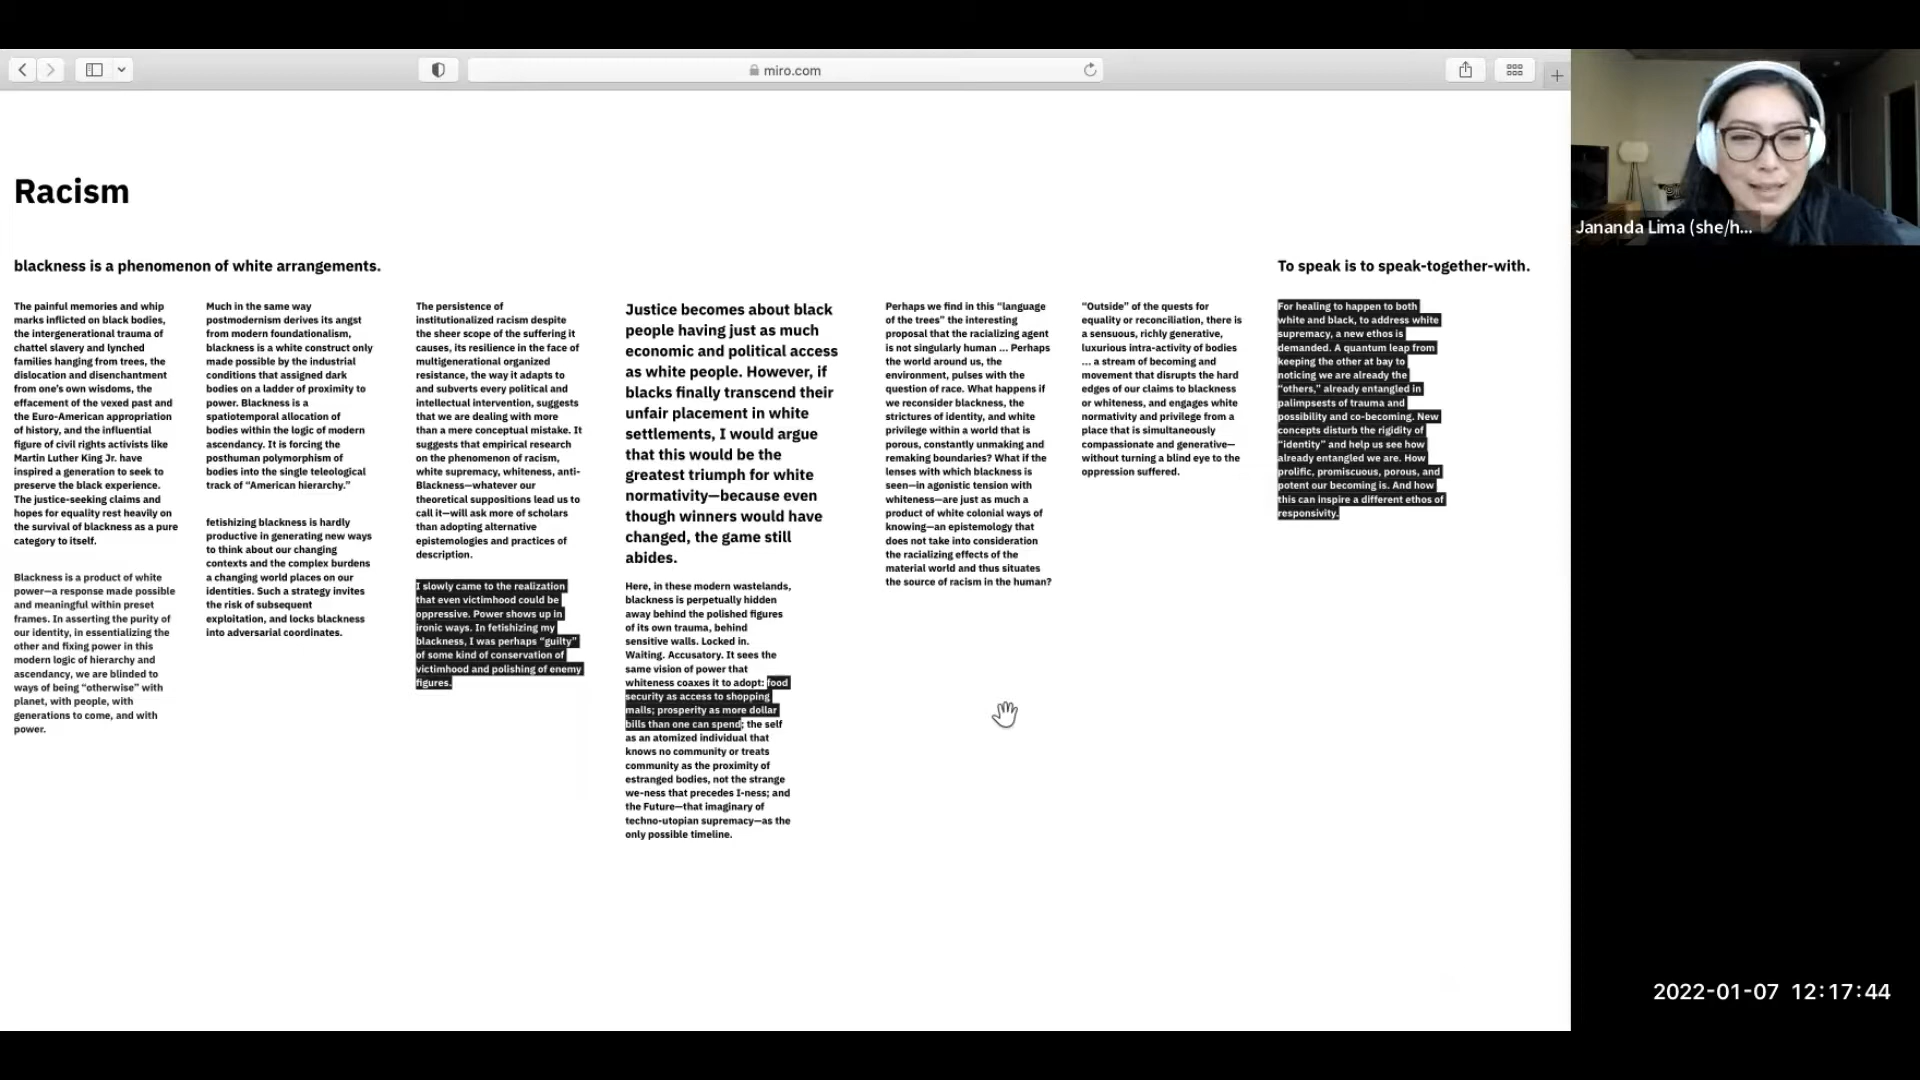 miro.com
Jananda Lima (she/h...
Racism
blackness is a phenomenon of white arrangements.
The painful memories and whip
marks inflicted on black bodies,
the intergenerational trauma of
chattel slavery and lynched
families hanging from trees, the
dislocation and disenchantment
from one's own wisdoms, the
effacement of the vexed past and
the Euro-American appropriation
of history, and the influential
figure of civil rights activists like
Martin Luther King Jr. have
inspired a generation to seek to
preserve the black experience.
The justice-seeking claims and
hopes for equality rest heavily on
the survival of blackness as a pure
category to itself.
Blackness is a product of white
power—a response made possible
and meaningful within preset
frames. In asserting the purity of
our identity, in essentializing the
other and fixing power in this
modern logic of hierarchy and
ascendancy, we are blinded to
ways of being “otherwise” with
planet, with people, with
generations to come, and with
power.
Much in the same way
postmodernism derives its angst
from modern foundationalism,
blackness is a white construct only
made possible by the industrial
conditions that assigned dark
bodies on a ladder of proximity to
power. Blackness is a
spatiotemporal allocation of
bodies within the logic of modern
ascendancy. It is forcing the
posthuman polymorphism of
bodies into the single teleological
track of “American hierarchy.”
fetishizing blackness is hardly
productive in generating new ways
to think about our changing
contexts and the complex burdens
a changing world places on our
identities. Such a strategy invites
the risk of subsequent
exploitation, and locks blackness
into adversarial coordinates.
The persistence of
institutionalized racism despite
the sheer scope of the suffering it
causes, its resilience in the face of
multigenerational organized
resistance, the way it adapts to
and subverts every political and
intellectual intervention, suggests
that we are dealing with more
than a mere conceptual mistake. It
suggests that empirical research
on the phenomenon of racism,
white supremacy, whiteness, anti-
Blackness—whatever our
theoretical suppositions lead us to
call it—will ask more of scholars
than adopting alternative
epistemologies and practices of
description.
I slowly came to the realization
that even victimhood could be
oppressive. Power shows up in
ironic ways. In fetishizing my
blackness, I was perhaps “guilty”
of some kind of conservation of
victimhood and polishing of enemy
figures.
Justice becomes about black
people having just as much
economic and political access
as white people. However, if
blacks finally transcend their
unfair placement in white
settlements, I would argue
that this would be the
greatest triumph for white
normativity—because even
though winners would have
changed, the game still
abides.
Here, in these modern wastelands,
blackness is perpetually hidden
away behind the polished figures
of its own trauma, behind
sensitive walls. Locked in.
Waiting. Accusatory. It sees the
same vision of power that
whiteness coaxes it to adopt: food
security as access to shopping
malls; prosperity as more dollar
bills than one can spend; the self
as an atomized individual that
knows no community or treats
community as the proximity of
estranged bodies, not the strange
we-ness that precedes I-ness; and
the Future—that imaginary of
techno-utopian supremacy—as the
only possible timeline.
Perhaps we find in this “language
of the trees” the interesting
proposal that the racializing agent
is not singularly human ... Perhaps
the world around us, the
environment, pulses with the
question of race. What happens if
we reconsider blackness, the
strictures of identity, and white
privilege within a world that is
porous, constantly unmaking and
remaking boundaries? What if the
lenses with which blackness is
seen—in agonistic tension with
whiteness—are just as much a
product of white colonial ways of
knowing—an epistemology that
does not take into consideration
the racializing effects of the
material world and thus situates
the source of racism in the human?
“Outside” of the quests for
equality or reconciliation, there is
a sensuous, richly generative,
luxurious intra-activity of bodies
... a stream of becoming and
movement that disrupts the hard
edges of our claims to blackness
or whiteness, and engages white
normativity and privilege from a
place that is simultaneously
compassionate and generative—
without turning a blind eye to the
oppression suffered.
To speak is to speak-together-with.
For healing to happen to both
white and black, to address white
supremacy, a new ethos is
demanded. A quantum leap from
keeping the other at bay to
noticing we are already the
“others,” already entangled in
palimpsests of trauma and
possibility and co-becoming. New
concepts disturb the rigidity of
“identity” and help us see how
already entangled we are. How
prolific, promiscuous, porous, and
potent our becoming is. And how
this can inspire a different ethos of
responsivity.
2022-01-07 12:17:44